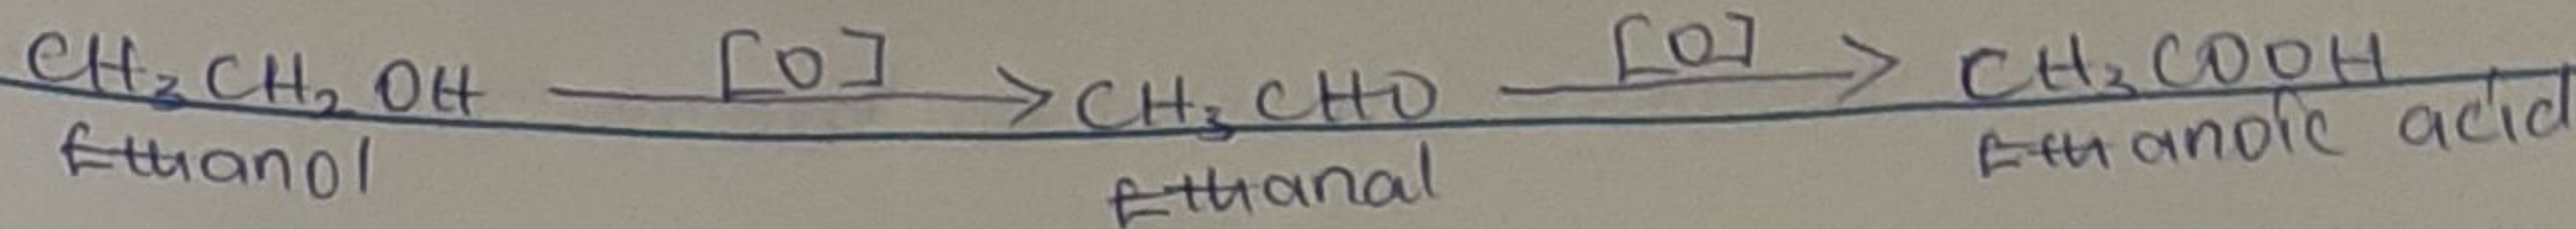 CH₃CH₂OH —[O]→ CH₃CHO —[O]→ CH₃COOH
Ethanol Ethanal Ethanoic acid